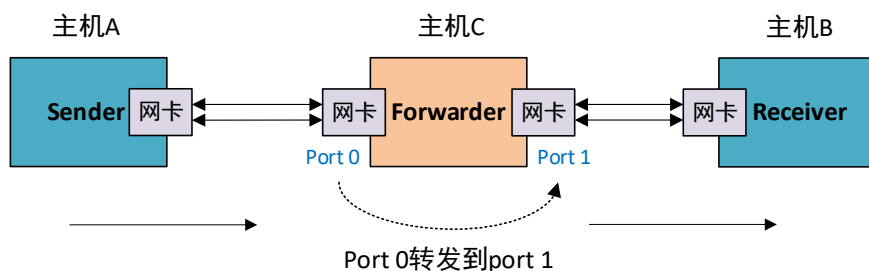 主机A
主机C
主机B
Sender
网卡
网卡
Forwarder
网卡
网卡
Receiver
Port 0
Port 1
Port 0转发到port 1